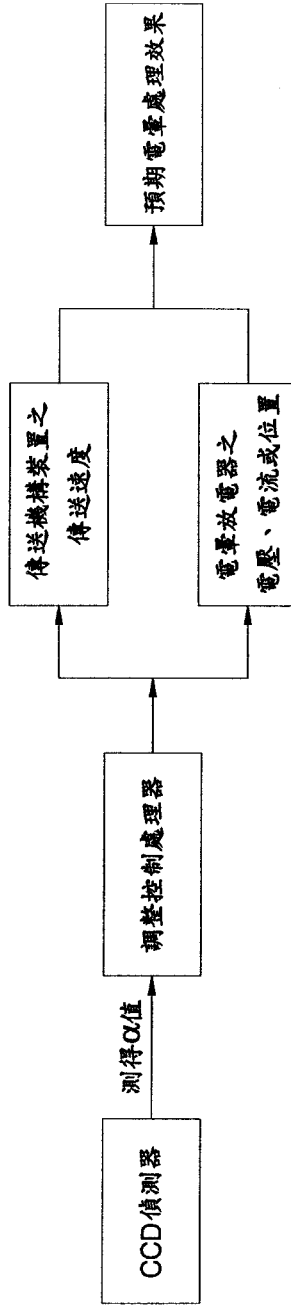 CCD偵測器
測得α值
調整控制處理器
傳送機構裝置之
傳送速度
電暈放電器之
電壓、電流或位置
預期電暈處理效果